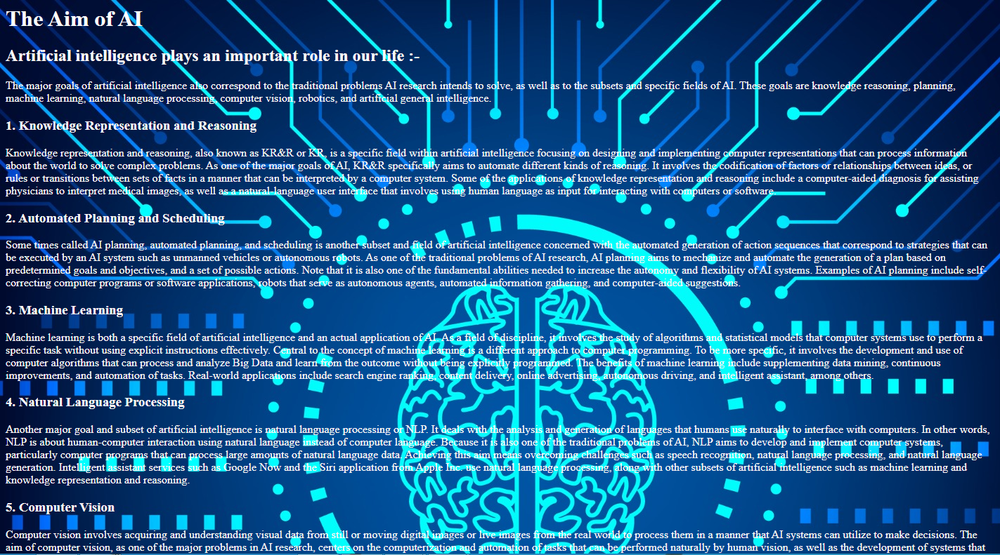 The Aim of AI
Artificial intelligence plays an important role in our life :-
The major goals of artificial intelligence also correspond to the traditional problems AI research intends to solve, as well as to the subsets and specific fields of AI. These goals are knowledge reasoning, planning,
machine learning, natural language processing, computer vision, robotics, and artificial general intelligence.
1. Knowledge Representation and Reasoning
Knowledge representation and reasoning, also known as KR&R or KR, is a specific field within artificial intelligence focusing on designing and implementing computer representations that can process information
about the world to solve complex problems. As one of the major goals of AI, KR&R specifically aims to automate different kinds of reasoning. It involves the codification of factors or relationships between ideas, or
rules or transitions between sets of facts in a manner that can be interpreted by a computer system. Some of the applications of knowledge representation and reasoning include a computer-aided diagnosis for assisting
physicians to interpret medical images, as well as a natural-language user interface that involves using human language as input for interacting with computers or software.
2. Automated Planning and Scheduling
Some times called AI planning, automated planning, and scheduling is another subset and field of artificial intelligence concerned with the automated generation of action sequences that correspond to strategies that can
be executed by an AI system such as unmanned vehicles or autonomous robots. As one of the traditional problems of AI research, AI planning aims to mechanize and automate the generation of a plan based on
predetermined goals and objectives, and a set of possible actions. Note that it is also one of the fundamental abilities needed to increase the autonomy and flexibility of AI systems. Examples of AI planning include self-
correcting computer programs or software applications, robots that serve as autonomous agents, automated information gathering, and computer-aided suggestions.
3. Machine Learning
Machine learning is both a specific field of artificial intelligence and an actual application of AI. As a field of discipline, it involves the study of algorithms and statistical models that computer systems use to perform a
specific task without using explicit instructions effectively. Central to the concept of machine learning is a different approach to computer programming. To be more specific, it involves the development and use of
computer algorithms that can process and analyze Big Data and learn from the outcome without being explicitly programmed. The benefits of machine learning include supplementing data mining, continuous
improvements, and automation of tasks. Real-world applications include search engine ranking, content delivery, online advertising, autonomous driving, and intelligent assistant, among others.
4. Natural Language Processing
Another major goal and subset of artificial intelligence is natural language processing or NLP. It deals with the analysis and generation of languages that humans use naturally to interface with computers. In other words,
NLP is about human-computer interaction using natural language instead of computer language. Because it is also one of the traditional problems of AI, NLP aims to develop and implement computer systems,
particularly computer programs that can process large amounts of natural language data. Achieving this aim means overcoming challenges such as speech recognition, natural language processing, and natural language
generation. Intelligent assistant services such as Google Now and the Siri application from Apple Inc. use natural language processing, along with other subsets of artificial intelligence such as machine learning and
knowledge representation and reasoning.
5. Computer Vision
Computer vision involves acquiring and understanding visual data from still or moving digital images or live-images from the real world to process them in a manner that AI systems can utilize to make decisions. The
aim of computer vision, as one of the major problems in AI research, centers on the computerization and automation of tasks that can be performed naturally by human vision, as well as the development of systems that